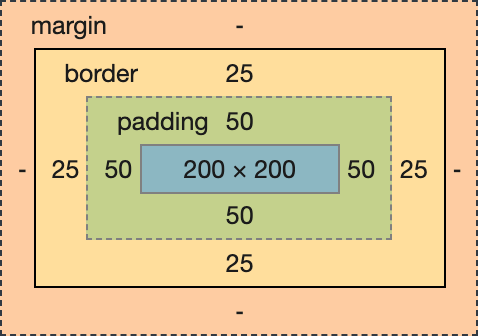 margin -
border 25
padding 50
- 25 50 200 × 200 50 25 -
50
25
-